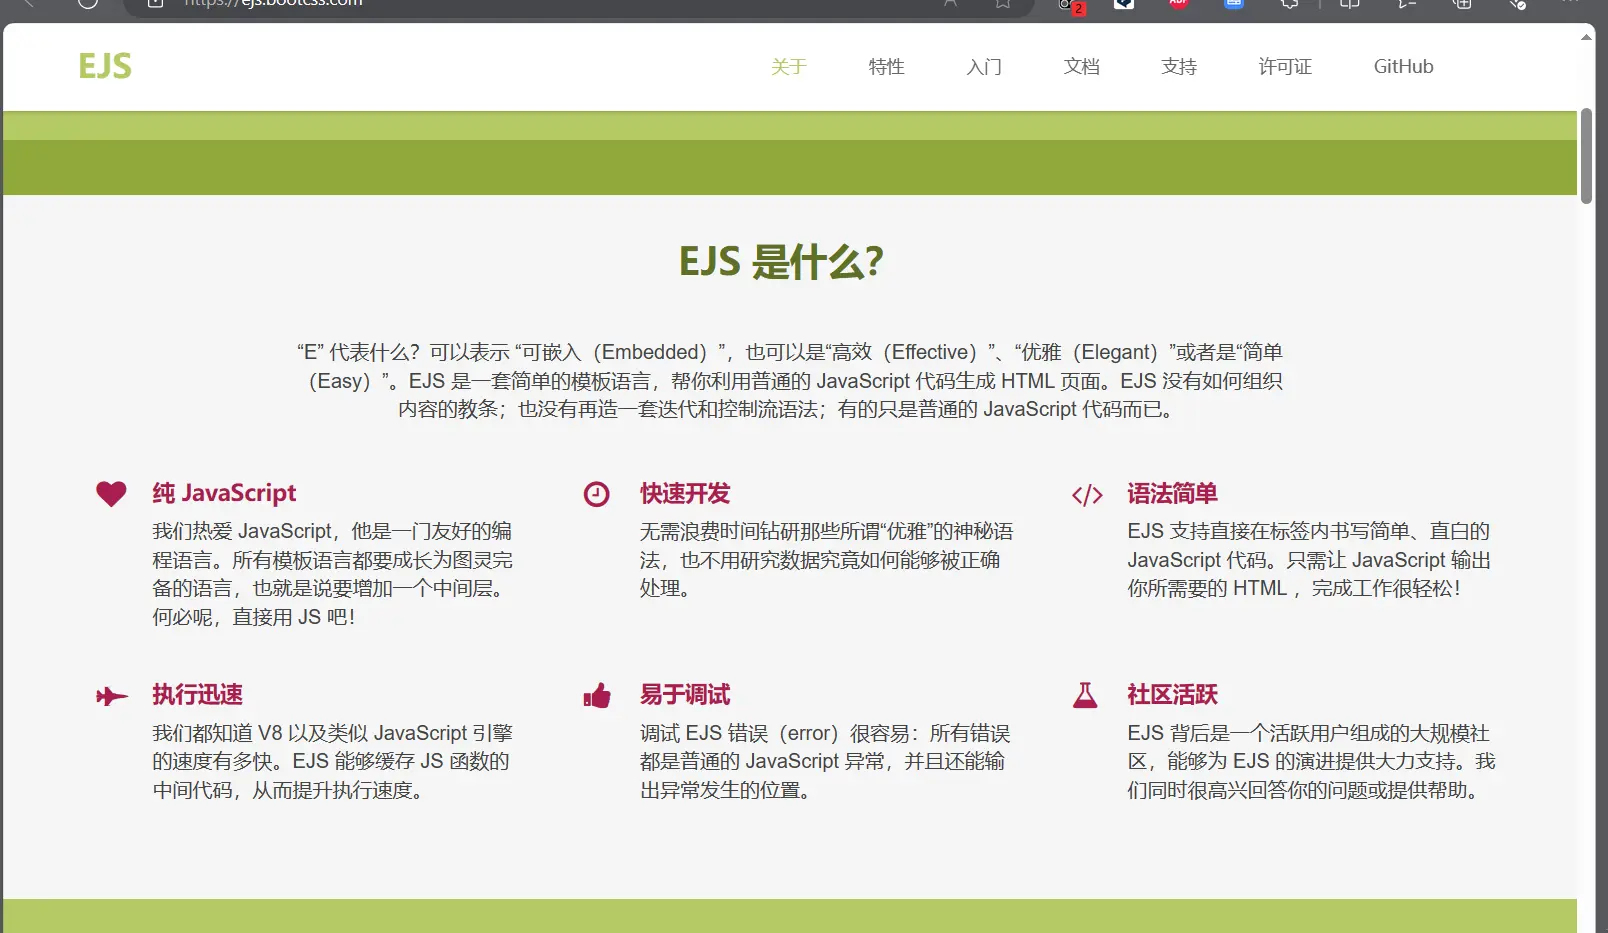 https://ejs.bootcss.com
2
EJS
关于
特性
入门
文档
支持
许可证
GitHub
EJS 是什么？
“E” 代表什么？可以表示 “可嵌入（Embedded）”，也可以是“高效（Effective）”、“优雅（Elegant）”或者是“简单
（Easy）”。EJS 是一套简单的模板语言，帮你利用普通的 JavaScript 代码生成 HTML 页面。EJS 没有如何组织
内容的教条；也没有再造一套迭代和控制流语法；有的只是普通的 JavaScript 代码而已。
纯 JavaScript
我们热爱 JavaScript，他是一门友好的编
程语言。所有模板语言都要成长为图灵完
备的语言，也就是说要增加一个中间层。
何必呢，直接用 JS 吧！
快速开发
无需浪费时间钻研那些所谓“优雅”的神秘语
法，也不用研究数据究竟如何能够被正确
处理。
语法简单
EJS 支持直接在标签内书写简单、直白的
JavaScript 代码。只需让 JavaScript 输出
你所需要的 HTML ，完成工作很轻松！
执行迅速
我们都知道 V8 以及类似 JavaScript 引擎
的速度有多快。EJS 能够缓存 JS 函数的
中间代码，从而提升执行速度。
易于调试
调试 EJS 错误（error）很容易：所有错误
都是普通的 JavaScript 异常，并且还能输
出异常发生的位置。
社区活跃
EJS 背后是一个活跃用户组成的大规模社
区，能够为 EJS 的演进提供大力支持。我
们同时很高兴回答你的问题或提供帮助。